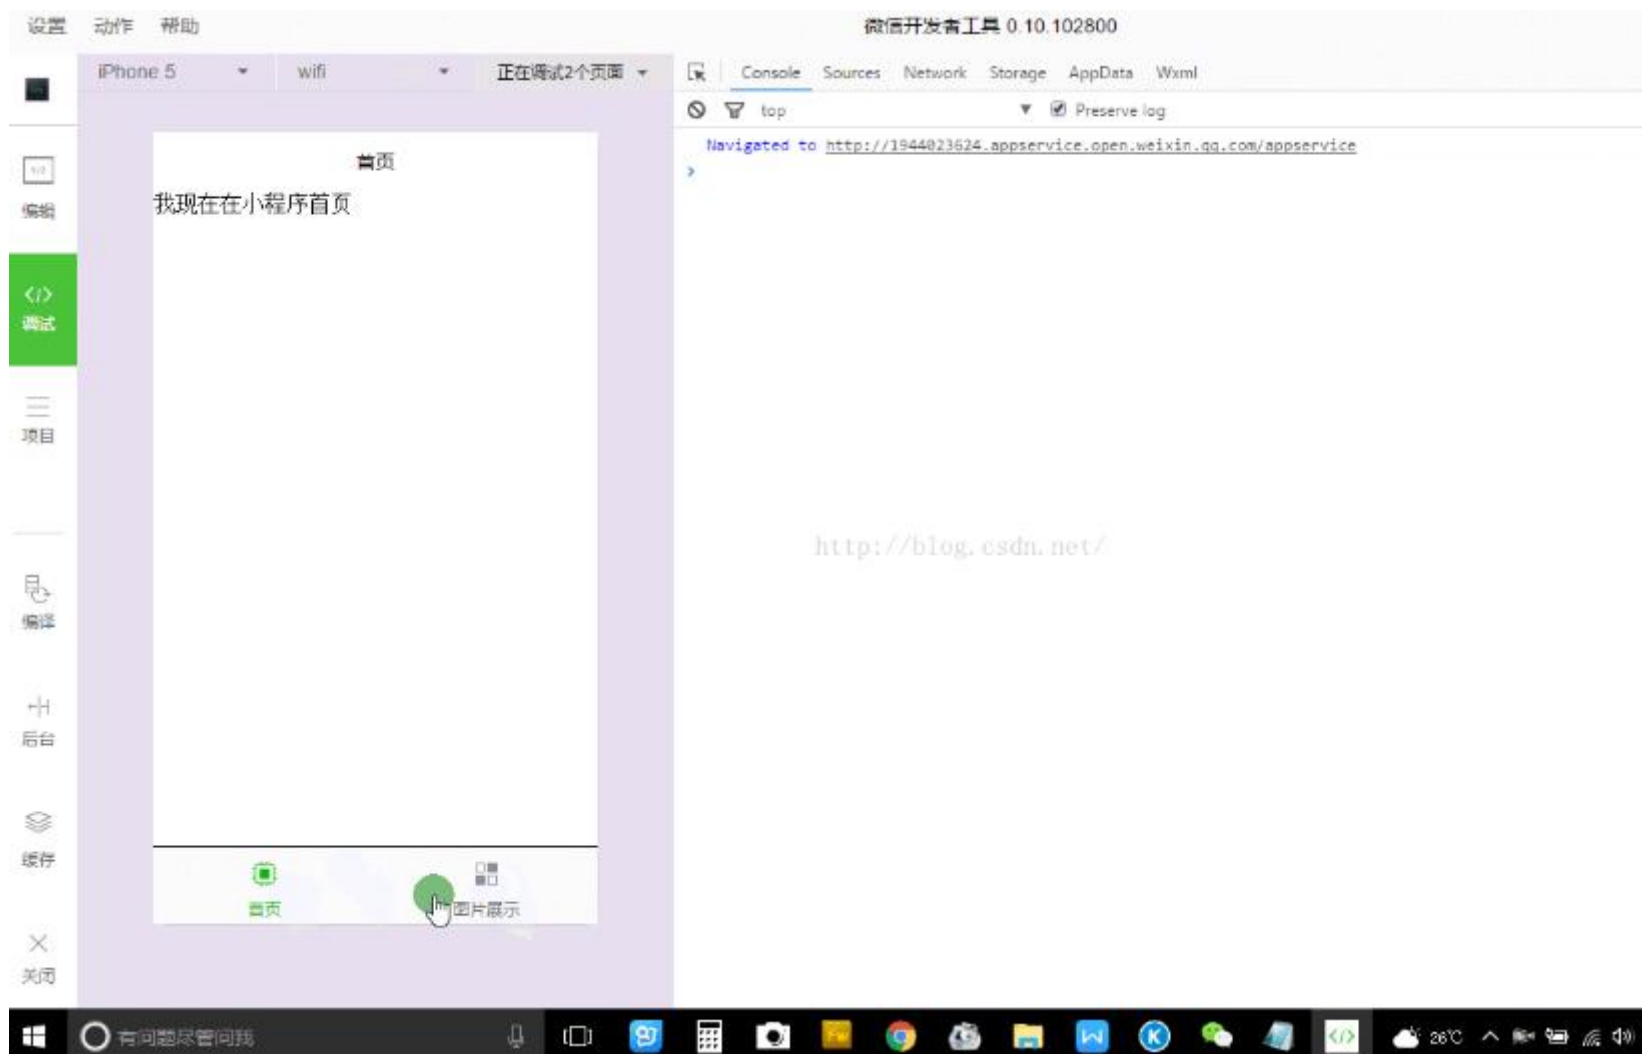 设置 动作 帮助 微信开发者工具 0.10.102800
iPhone 5 wifi 正在调试2个页面 Console Sources Network Storage AppData Wxml
top Preserve log
Navigated to http://1944023624.appservice.open.weixin.qq.com/appservice
首页
我现在在小程序首页
编辑
</>
调试
项目
http://blog.csdn.net/
编译
后台
缓存
首页 图片展示
关闭
有问题尽管问我 26℃